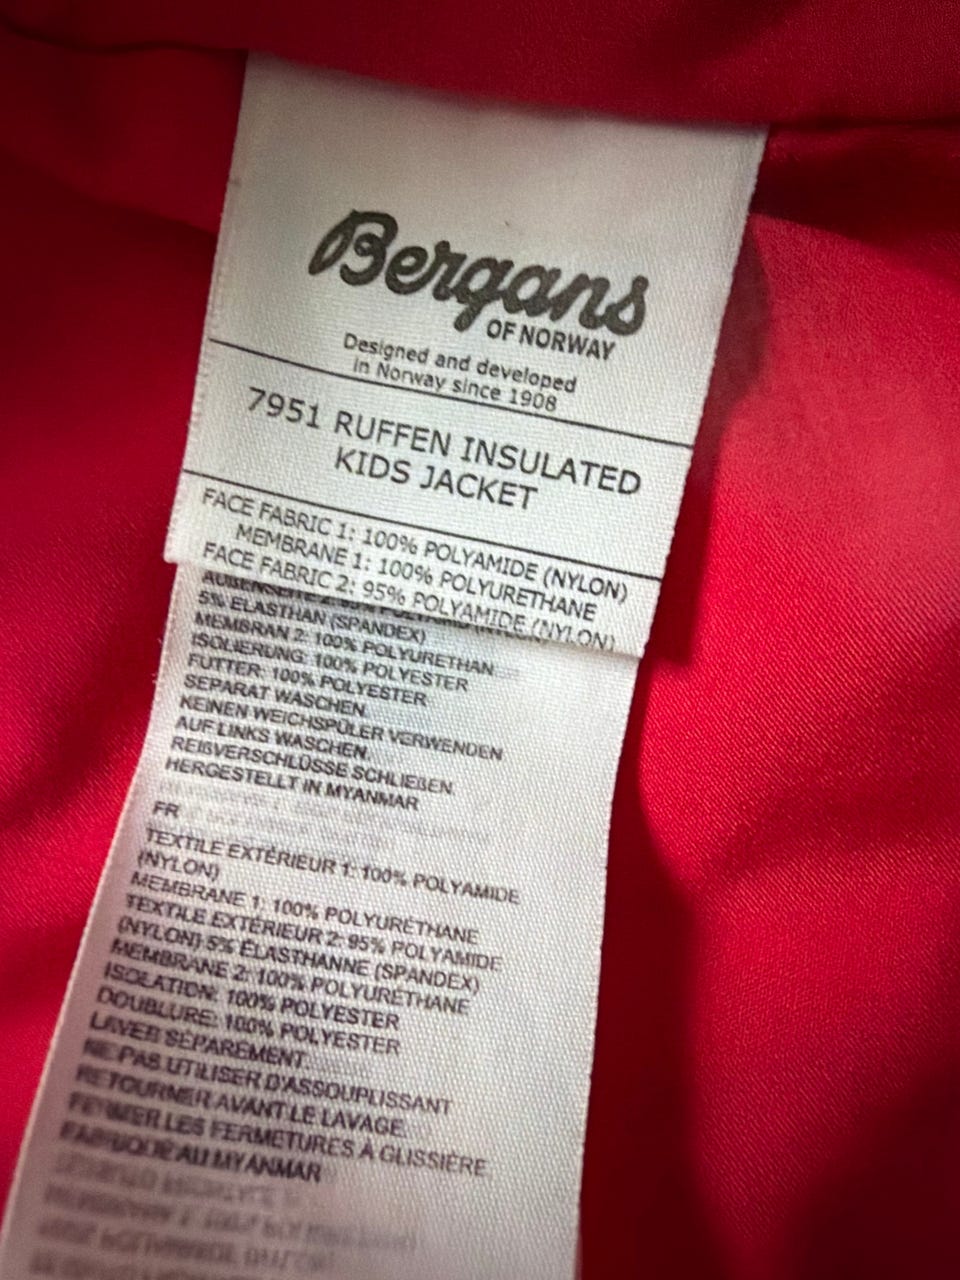 Bergans
OF NORWAY
Designed and developed
in Norway since 1908
7951 RUFFEN INSULATED
KIDS JACKET
FACE FABRIC 1: 100% POLYAMIDE (NYLON)
MEMBRANE 1: 100% POLYURETHANE
FACE FABRIC 2: 95% POLYAMIDE (NYLON)
5% ELASTHAN (SPANDEX)
MEMBRAN 2: 100% POLYURETHAN
ISOLIERUNG: 100% POLYESTER
FUTTER: 100% POLYESTER
SEPARAT WASCHEN.
KEINEN WEICHSPÜLER VERWENDEN
AUF LINKS WASCHEN.
REIßVERSCHLÜSSE SCHLIEßEN
HERGESTELLT IN MYANMAR
FR
TEXTILE EXTÉRIEUR 1: 100% POLYAMIDE
(NYLON)
MEMBRANE 1: 100% POLYURÉTHANE
TEXTILE EXTÉRIEUR 2: 95% POLYAMIDE
(NYLON) 5% ÉLASTHANNE (SPANDEX)
MEMBRANE 2: 100% POLYURÉTHANE
ISOLATION: 100% POLYESTER
DOUBLURE: 100% POLYESTER
LAVER SÉPARÉMENT.
NE PAS UTILISER D'ASSOUPLISSANT
RETOURNER AVANT LE LAVAGE.
FERMER LES FERMETURES À GLISSIÈRE
FABRIQUÉ AU MYANMAR